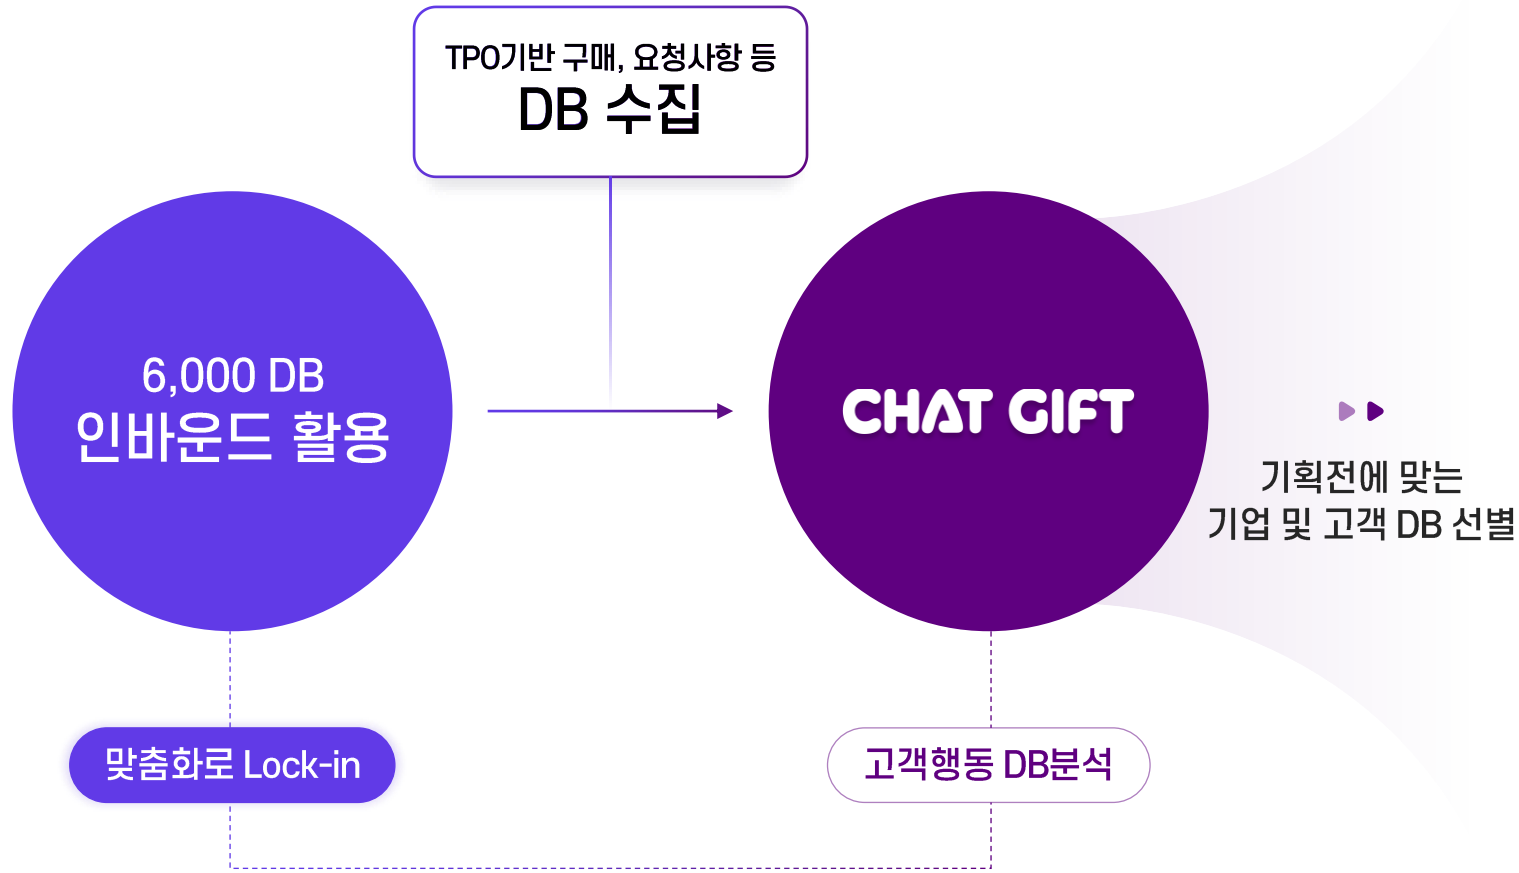 TPO기반 구매, 요청사항 등
DB 수집
6,000 DB
인바운드 활용
CHAT GIFT
기획전에 맞는
기업 및 고객 DB 선별
맞춤화로 Lock-in
고객행동 DB분석